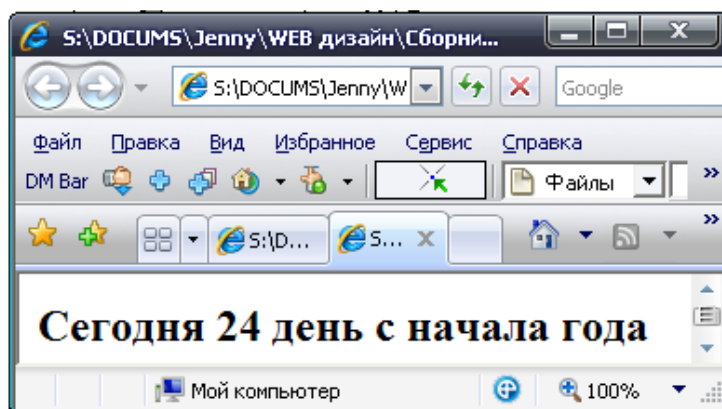 S:\DOCUMS\Jenny\WEB дизайн\Сборни...
S:\DOCUMS\Jenny\W Google
Файл Правка Вид Избранное Сервис Справка
DM Bar Файлы »
S:\D... S... »
Сегодня 24 день с начала года
Мой компьютер 100%